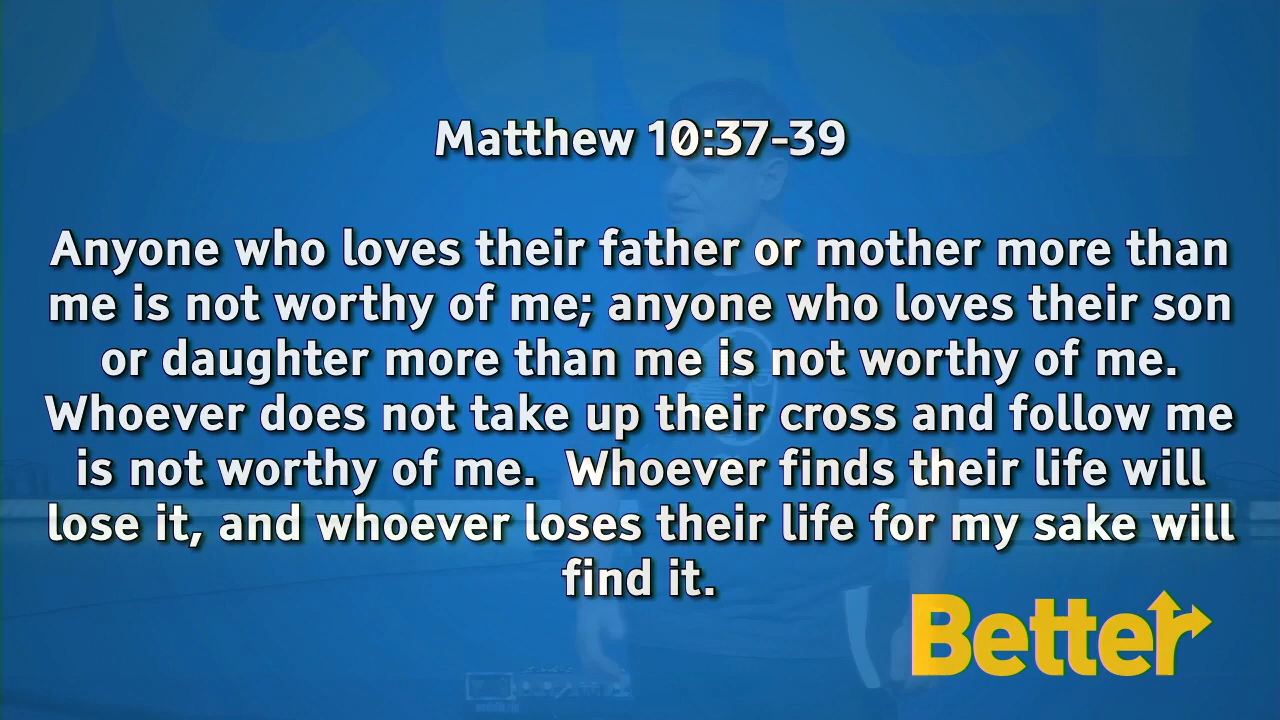 Matthew 10:37-39
Anyone who loves their father or mother more than
me is not worthy of me; anyone who loves their son
or daughter more than me is not worthy of me.
Whoever does not take up their cross and follow me
is not worthy of me.  Whoever finds their life will
lose it, and whoever loses their life for my sake will
find it.
Better